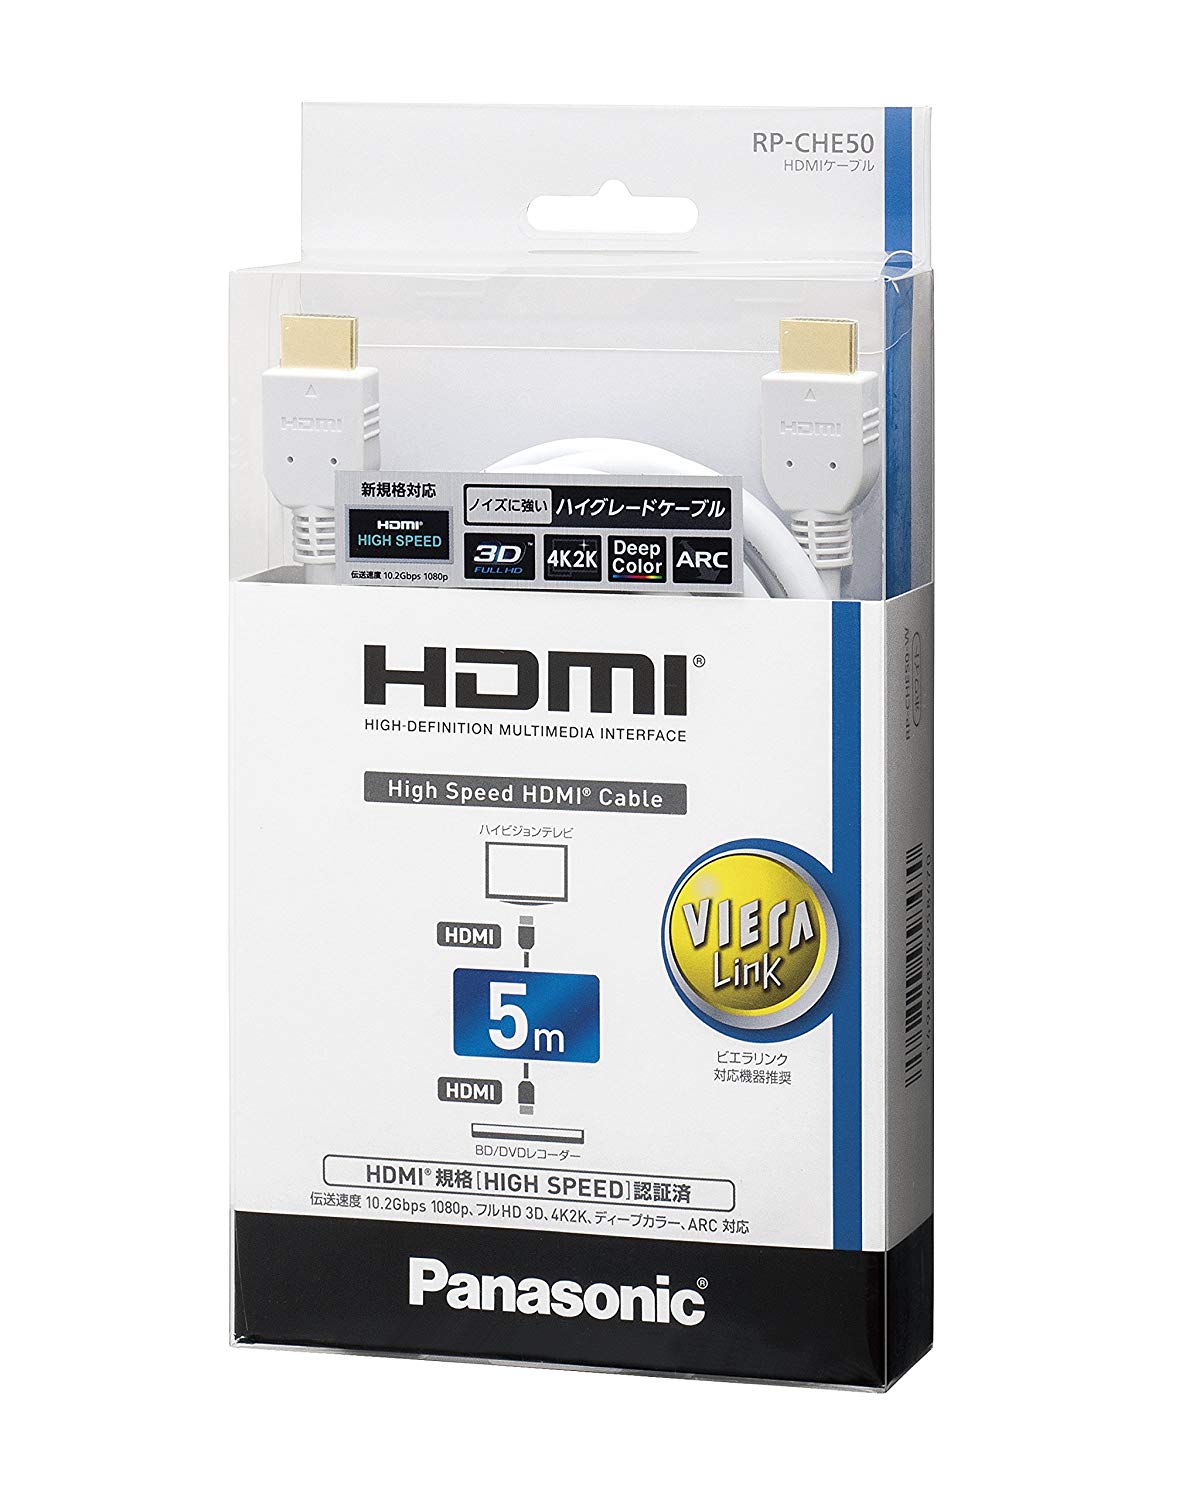 RP-CHE50
HDMIケーブル
HDMI
HDMI
新規格対応
HDMI®
HIGH SPEED
伝送速度 10.2Gbps 1080p
ノイズに強い ハイグレードケーブル
3D™
FULL HD
4K2K
Deep
Color
ARC
HDMI®
HIGH-DEFINITION MULTIMEDIA INTERFACE
High Speed HDMI® Cable
ハイビジョンテレビ
HDMI
5m
HDMI
BD/DVDレコーダー
VIERA
Link
ビエラリンク
対応機器推奨
HDMI®規格[HIGH SPEED]認証済
伝送速度 10.2Gbps 1080p、フルHD 3D、4K2K、ディープカラー、ARC 対応
Panasonic®
RP-CHE50-W